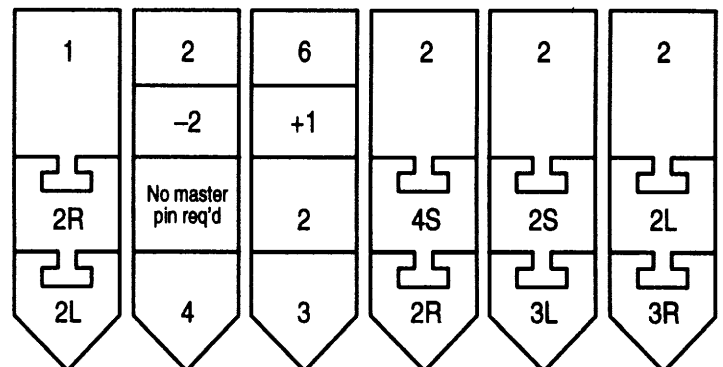 1 2 6 2 2 2
–2 +1
2R No master pin req'd 2 4S 2S 2L
2L 4 3 2R 3L 3R